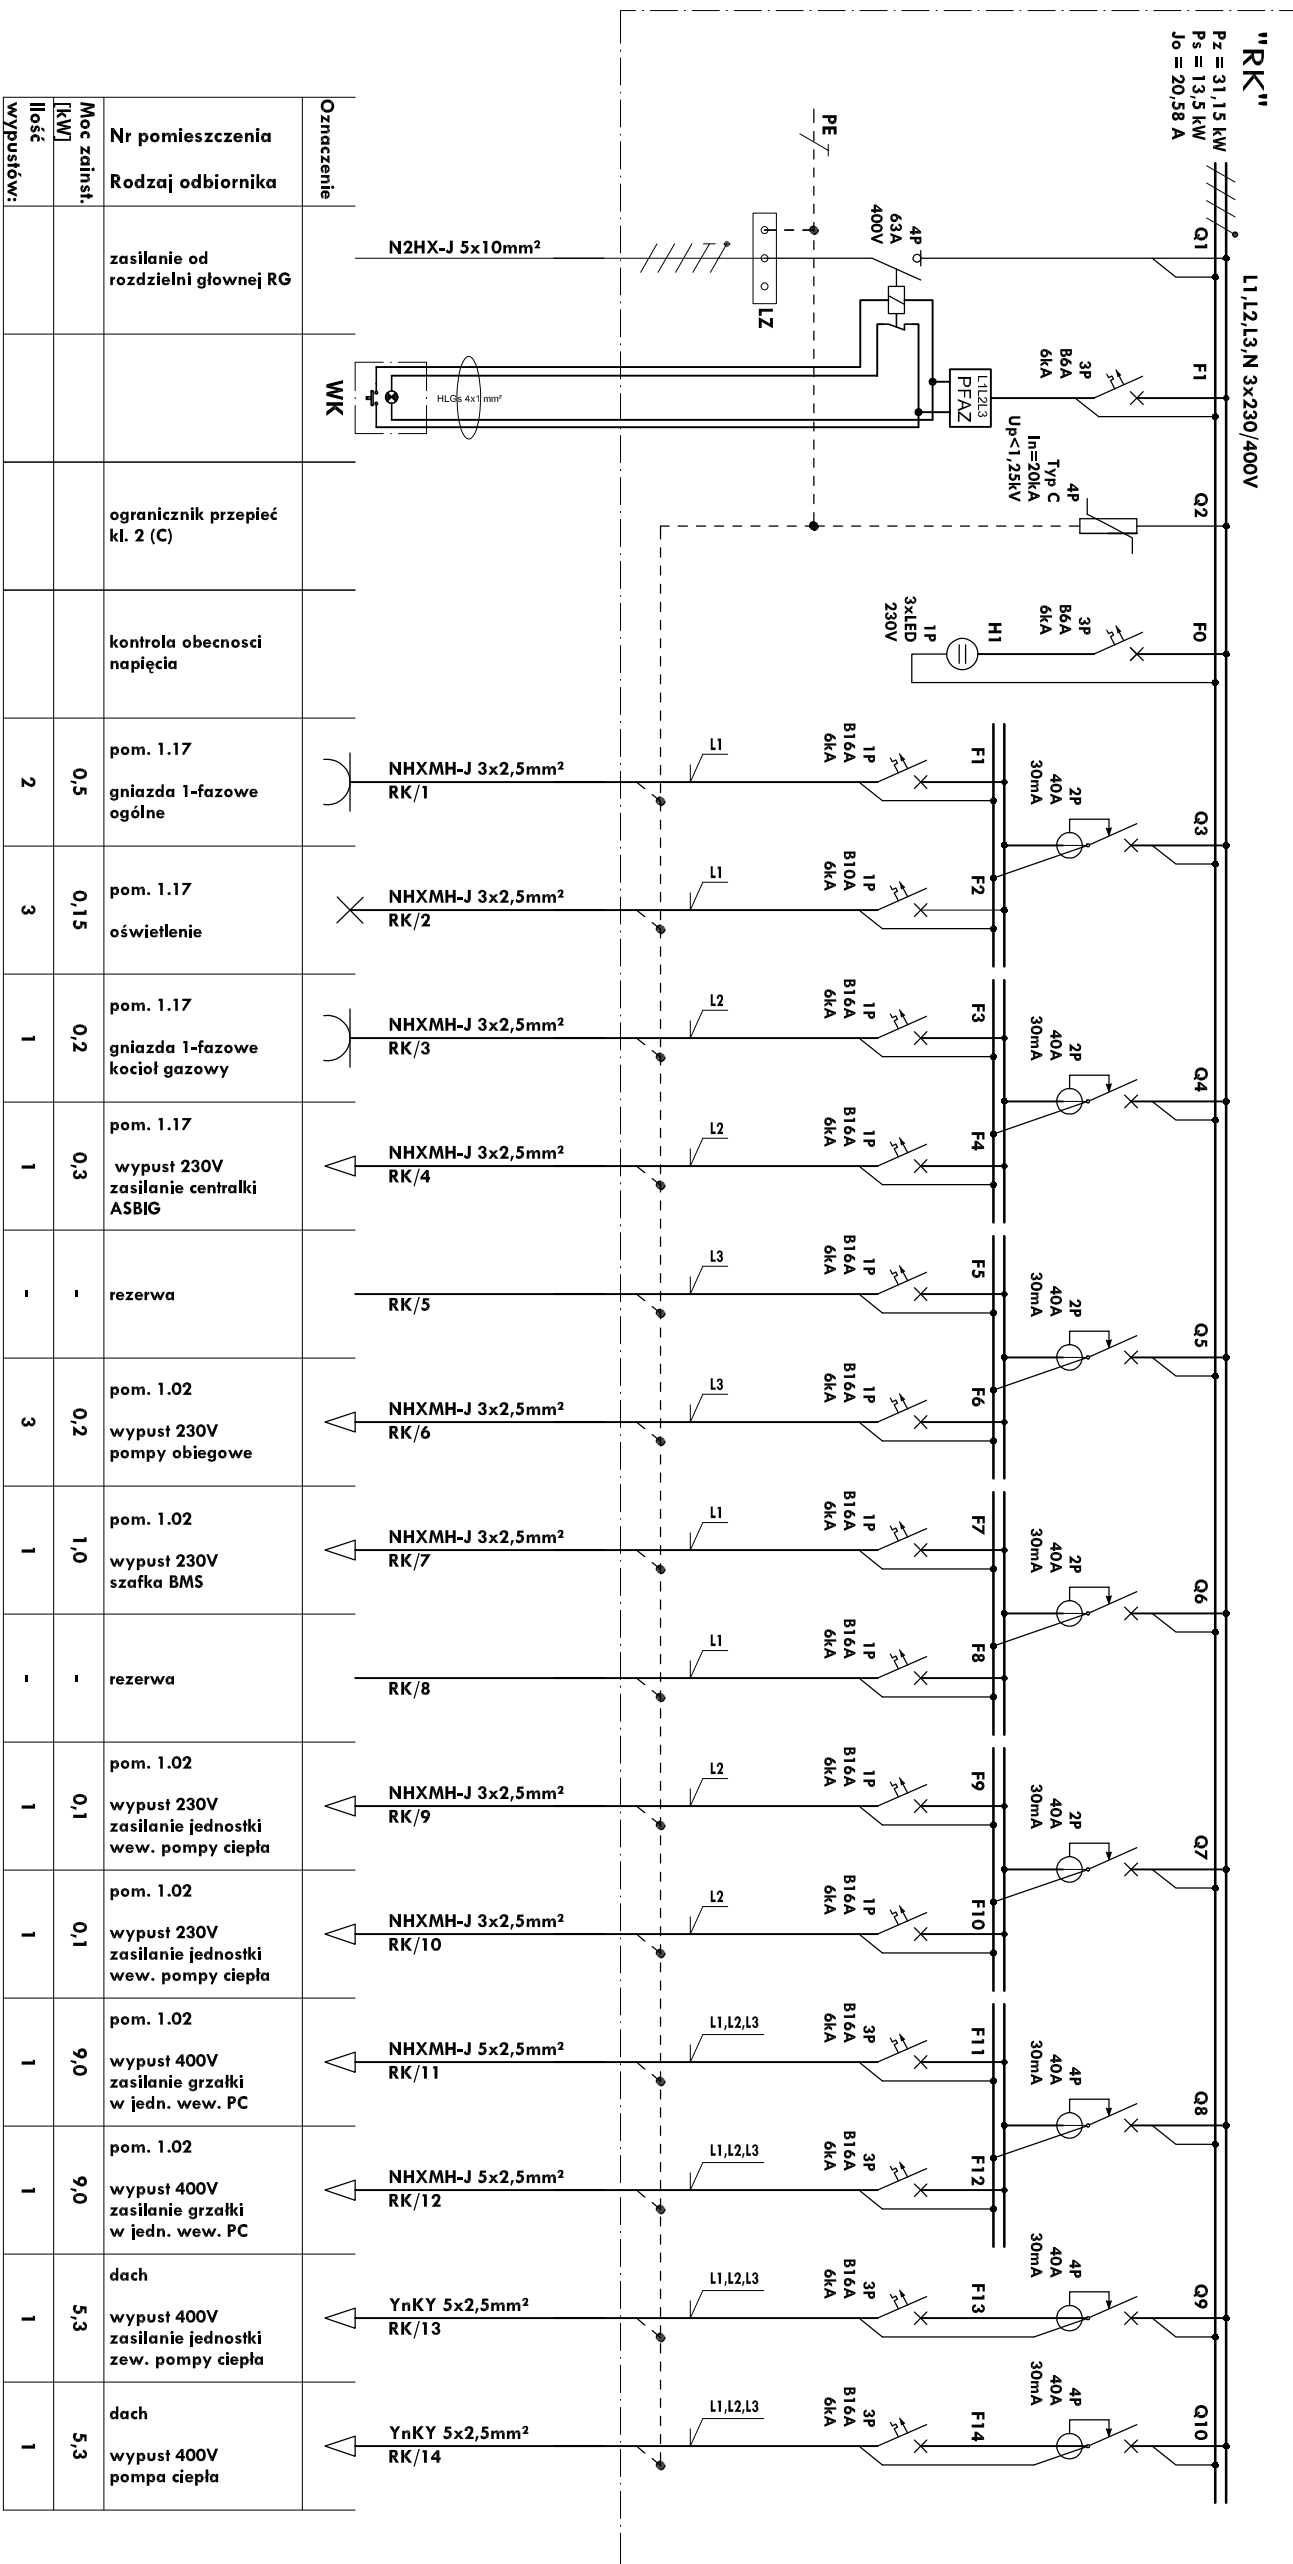 "RK"
Pz = 31,15 kW
Ps = 13,5 kW
Jo = 20,58 A
L1,L2,L3,N 3x230/400V
Q1
4P
63A
400V
PE
LZ
N2HX-J 5x10mm²
F1
3P
B6A
6kA
L1L2L3
PFAZ
HLGs 4x1 mm²
WK
Q2
4P
Typ C
In=20kA
Up<1,25kV
F0
3P
B6A
6kA
H1
1P
3xLED
230V
Q3
2P
40A
30mA
F1
1P
B16A
6kA
L1
NHXMH-J 3x2,5mm²
RK/1
F2
1P
B10A
6kA
L1
NHXMH-J 3x2,5mm²
RK/2
Q4
2P
40A
30mA
F3
1P
B16A
6kA
L2
NHXMH-J 3x2,5mm²
RK/3
F4
1P
B16A
6kA
L2
NHXMH-J 3x2,5mm²
RK/4
Q5
2P
40A
30mA
F5
1P
B16A
6kA
L3
RK/5
F6
1P
B16A
6kA
L3
NHXMH-J 3x2,5mm²
RK/6
Q6
2P
40A
30mA
F7
1P
B16A
6kA
L1
NHXMH-J 3x2,5mm²
RK/7
F8
1P
B16A
6kA
L1
RK/8
Q7
2P
40A
30mA
F9
1P
B16A
6kA
L2
NHXMH-J 3x2,5mm²
RK/9
F10
1P
B16A
6kA
L2
NHXMH-J 3x2,5mm²
RK/10
Q8
4P
40A
30mA
F11
3P
B16A
6kA
L1,L2,L3
NHXMH-J 5x2,5mm²
RK/11
F12
3P
B16A
6kA
L1,L2,L3
NHXMH-J 5x2,5mm²
RK/12
Q9
4P
40A
30mA
F13
3P
B16A
6kA
L1,L2,L3
YnKY 5x2,5mm²
RK/13
Q10
4P
40A
30mA
F14
3P
B16A
6kA
L1,L2,L3
YnKY 5x2,5mm²
RK/14
Oznaczenie
Nr pomieszczenia
Rodzaj odbiornika
Moc zainst.
[kW]
Ilość
wypustów:
zasilanie od
rozdzielni głownej RG
ogranicznik przepieć
kl. 2 (C)
kontrola obecnosci
napięcia
pom. 1.17
gniazda 1-fazowe
ogólne
0,5
2
pom. 1.17
oświetlenie
0,15
3
pom. 1.17
gniazda 1-fazowe
kocioł gazowy
0,2
1
pom. 1.17
wypust 230V
zasilanie centralki
ASBIG
0,3
1
rezerwa
-
-
pom. 1.02
wypust 230V
pompy obiegowe
0,2
3
pom. 1.02
wypust 230V
szafka BMS
1,0
1
rezerwa
-
-
pom. 1.02
wypust 230V
zasilanie jednostki
wew. pompy ciepła
0,1
1
pom. 1.02
wypust 230V
zasilanie jednostki
wew. pompy ciepła
0,1
1
pom. 1.02
wypust 400V
zasilanie grzałki
w jedn. wew. PC
9,0
1
pom. 1.02
wypust 400V
zasilanie grzałki
w jedn. wew. PC
9,0
1
dach
wypust 400V
zasilanie jednostki
zew. pompy ciepła
5,3
1
dach
wypust 400V
pompa ciepła
5,3
1